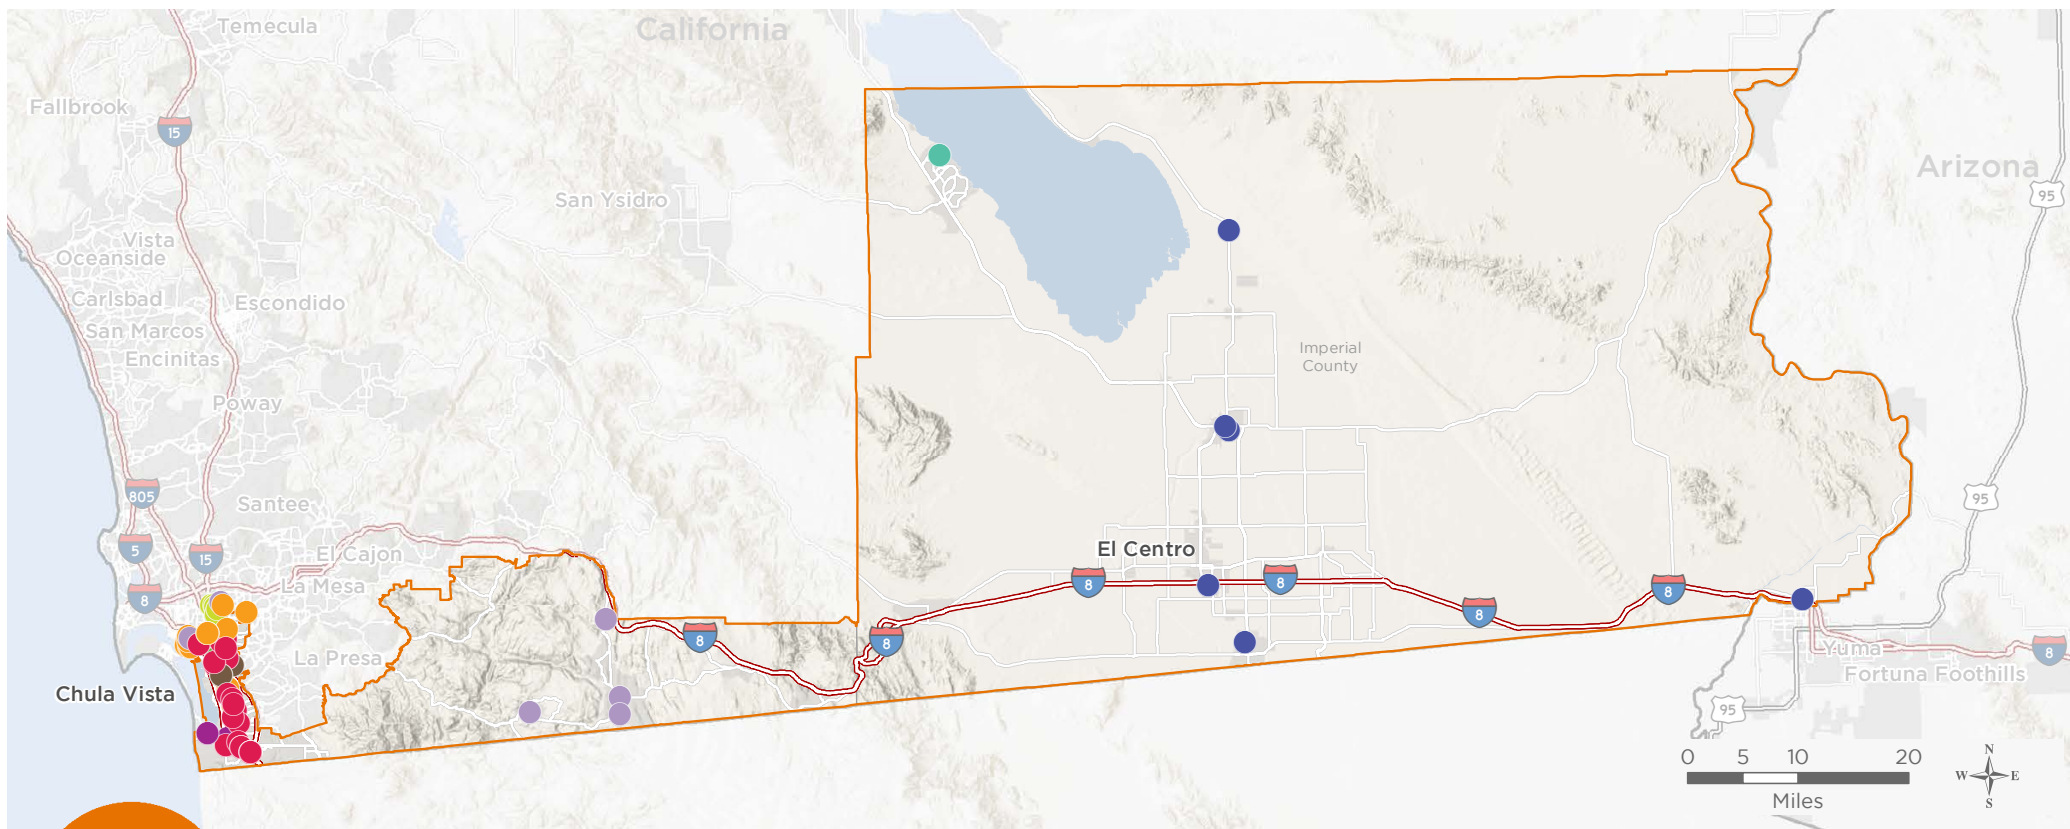 Temecula
California
Fallbrook
15
Arizona
95
San Ysidro
Vista
Oceanside
Carlsbad
Escondido
San Marcos
Encinitas
Imperial
County
Poway
805
95
Santee
5
15
El Cajon
El Centro
La Mesa
8
8
8
8
8
8
8
La Presa
Yuma
8
Chula Vista
Fortuna Foothills
95
0 5 10 20
Miles
N
W E
S